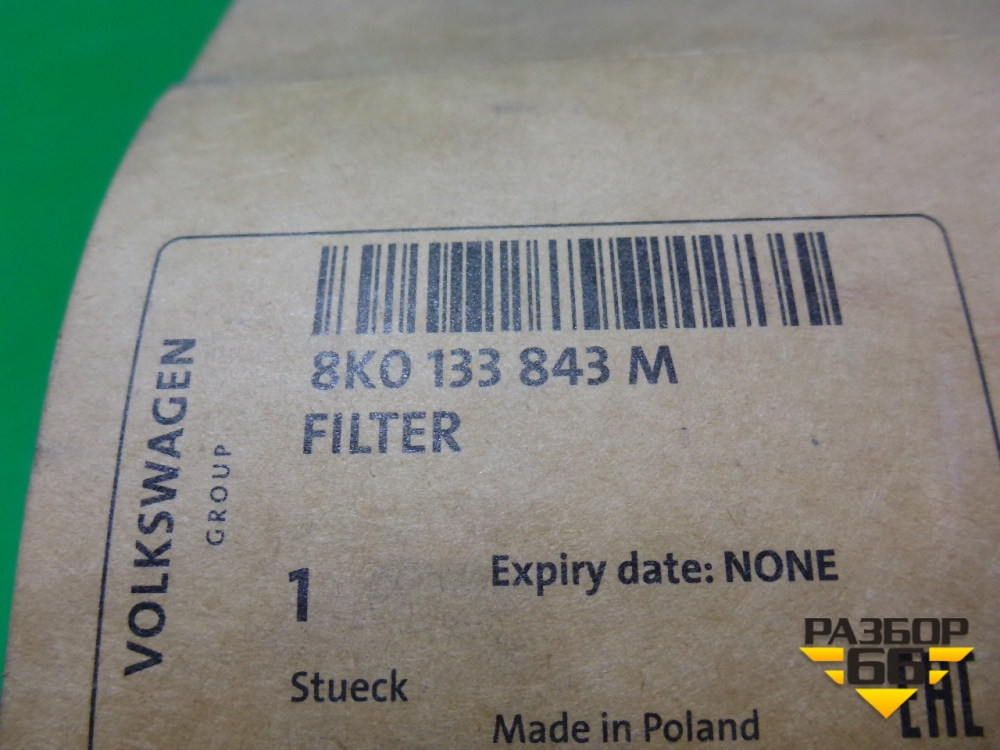 VOLKSWAGEN
GROUP
8K0 133 843 M
FILTER
1
Expiry date: NONE
Stueck
Made in Poland
РАЗБОР
66
EAC